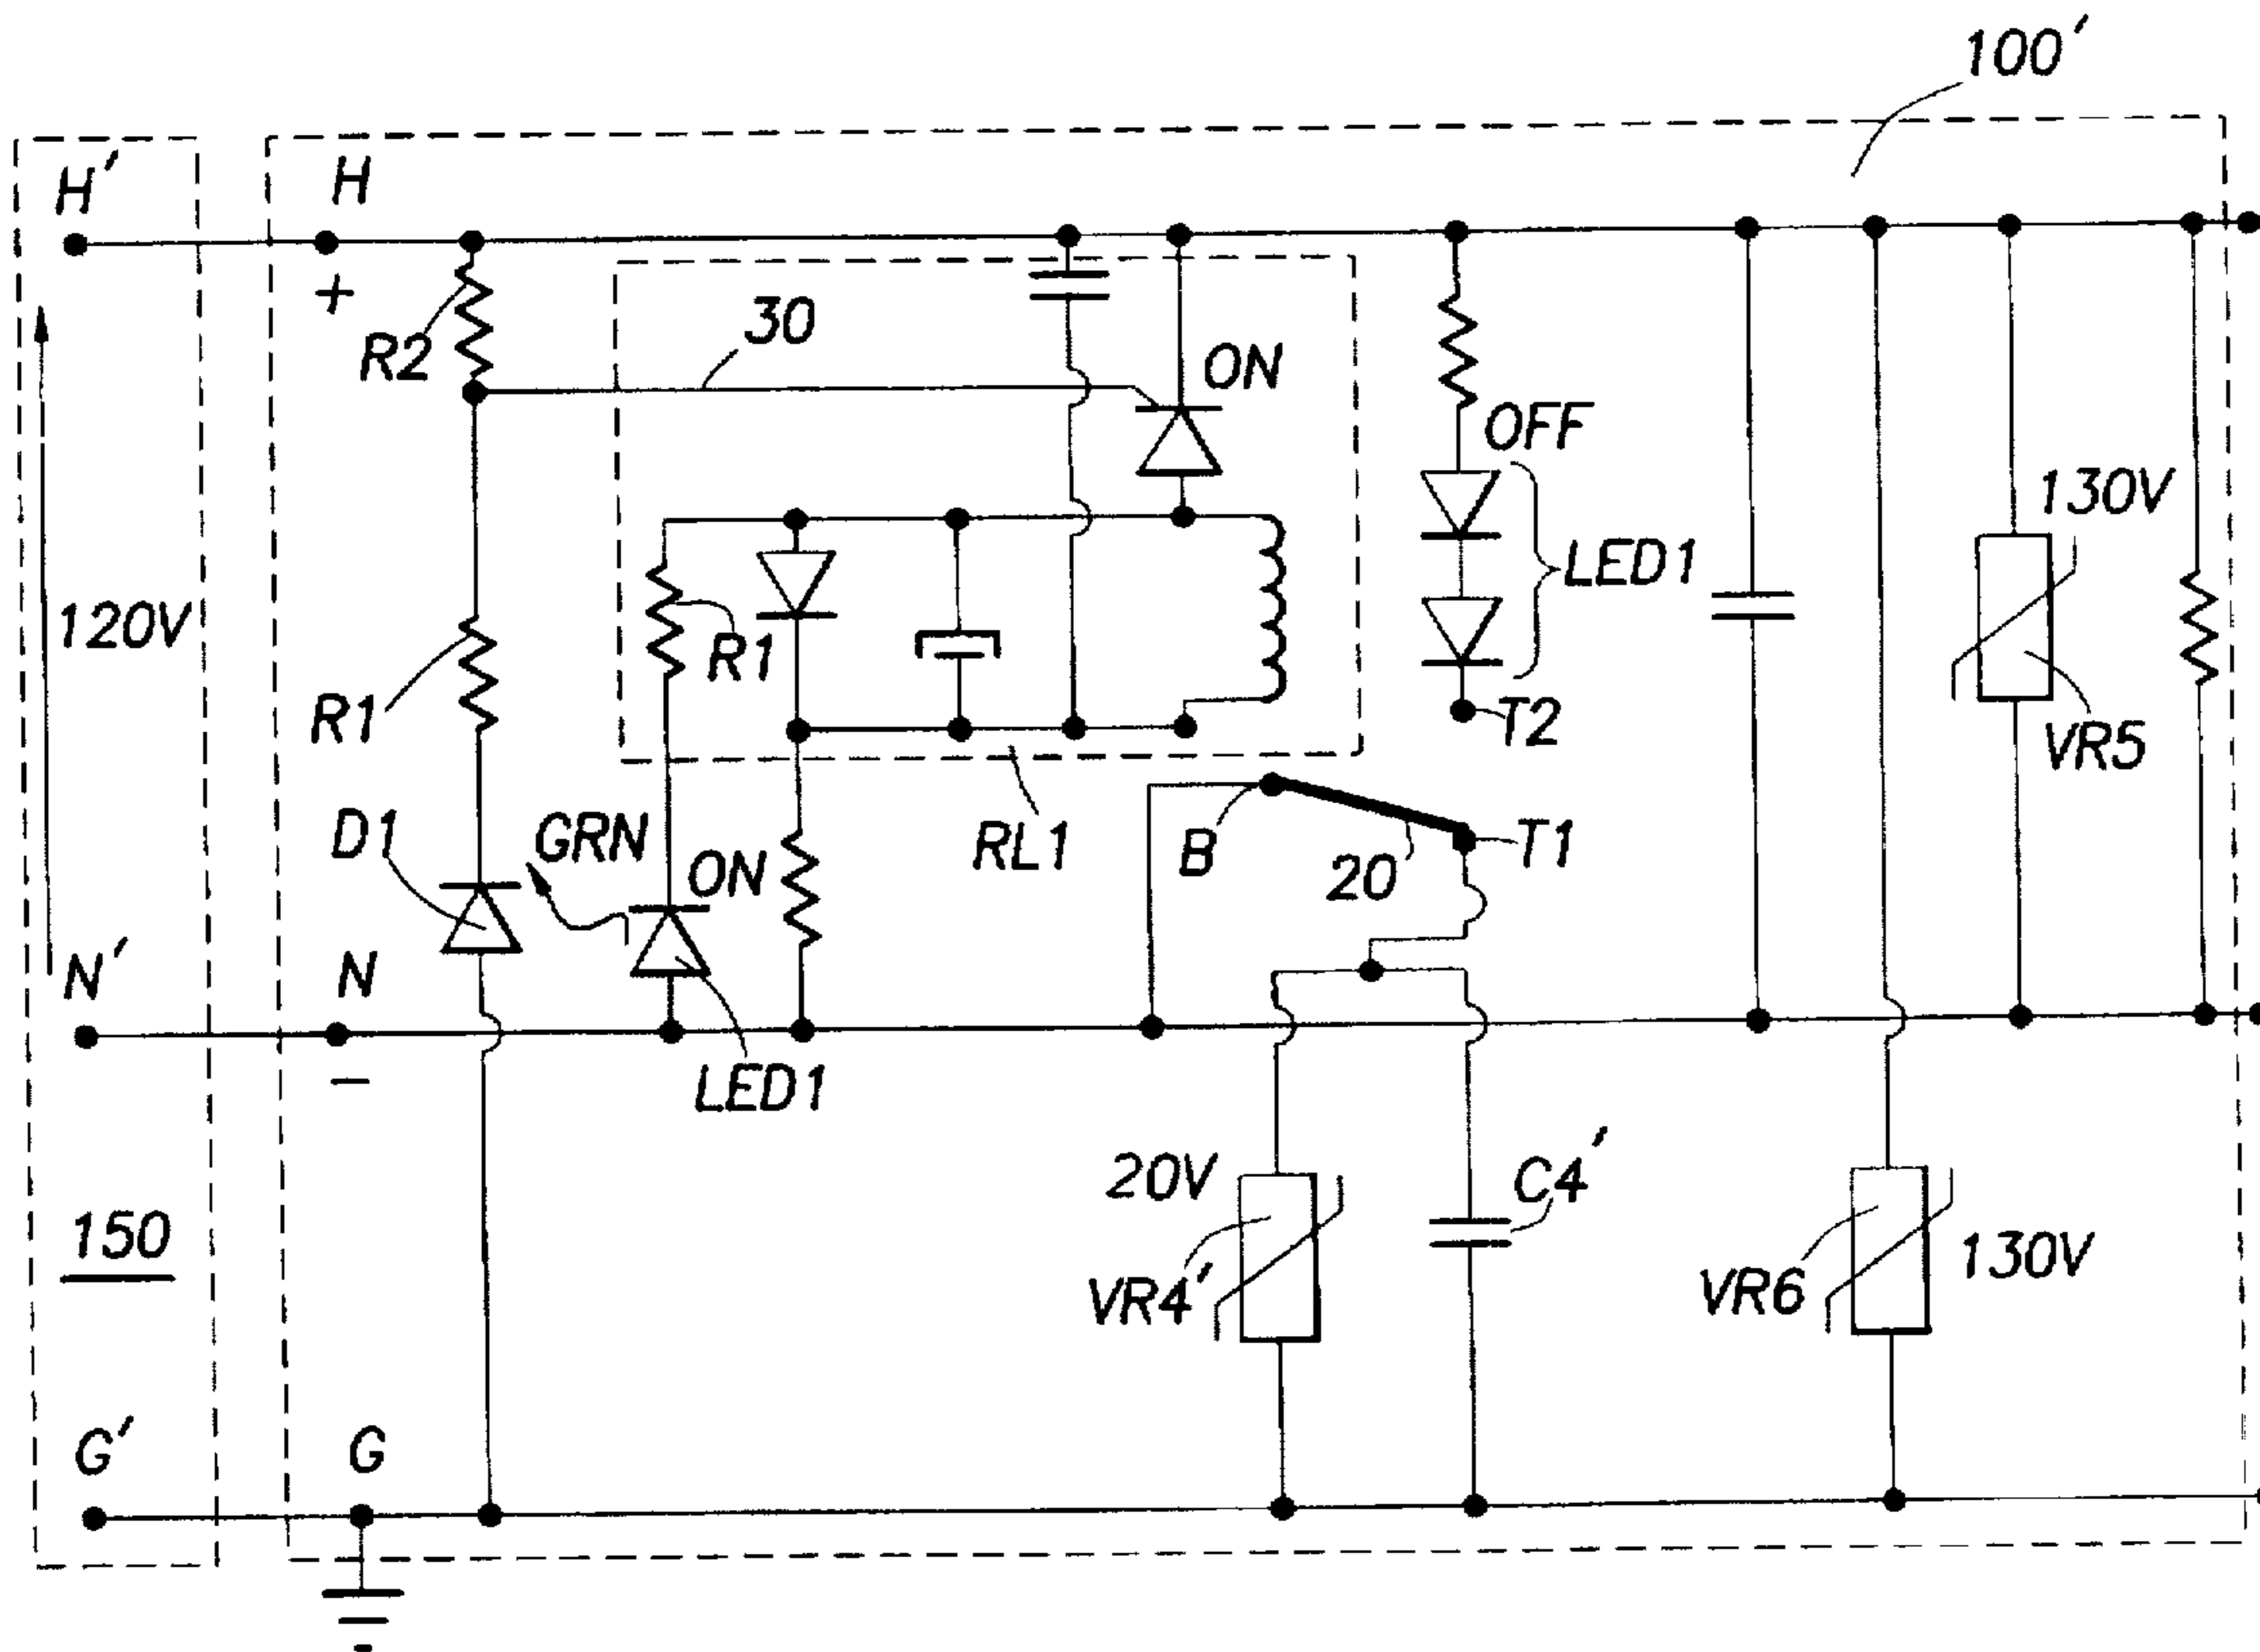 100'
H'
H
+
R2
30
ON
OFF
LED1
130V
120V
R1
R1
T2
VR5
D1
GRN
ON
RL1
B
20
T1
N'
N
−
LED1
20V
C4'
150
VR4'
VR6
130V
G'
G